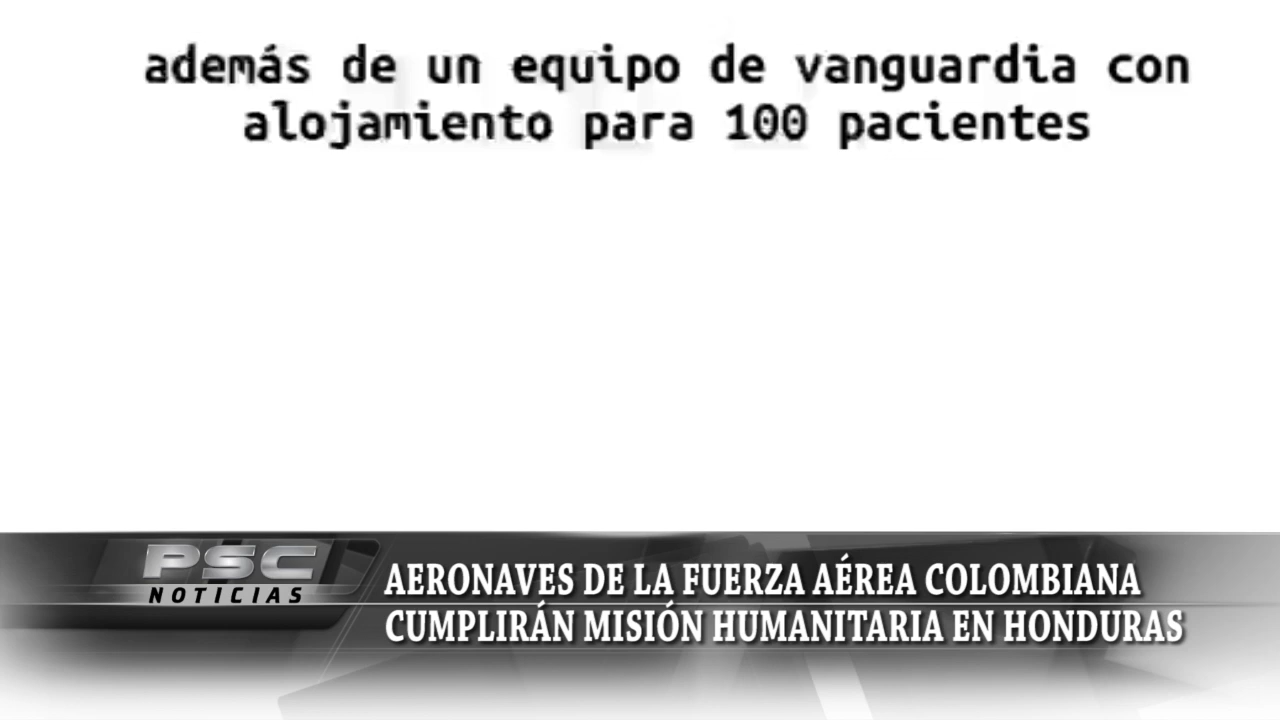 además de un equipo de vanguardia con
alojamiento para 100 pacientes
PSC
NOTICIAS
AERONAVES DE LA FUERZA AÉREA COLOMBIANA
CUMPLIRÁN MISIÓN HUMANITARIA EN HONDURAS